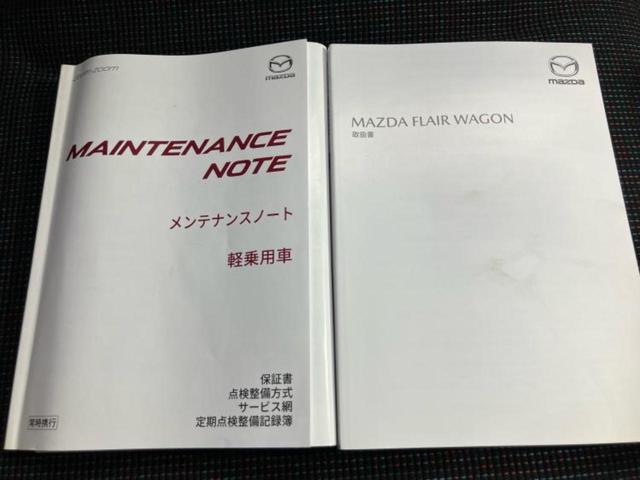 zoom-zoom
mazda
MAINTENANCE
NOTE
メンテナンスノート
軽乗用車
保証書
点検整備方式
サービス網
定期点検整備記録簿
常時携行
mazda
MAZDA FLAIR WAGON
取扱書